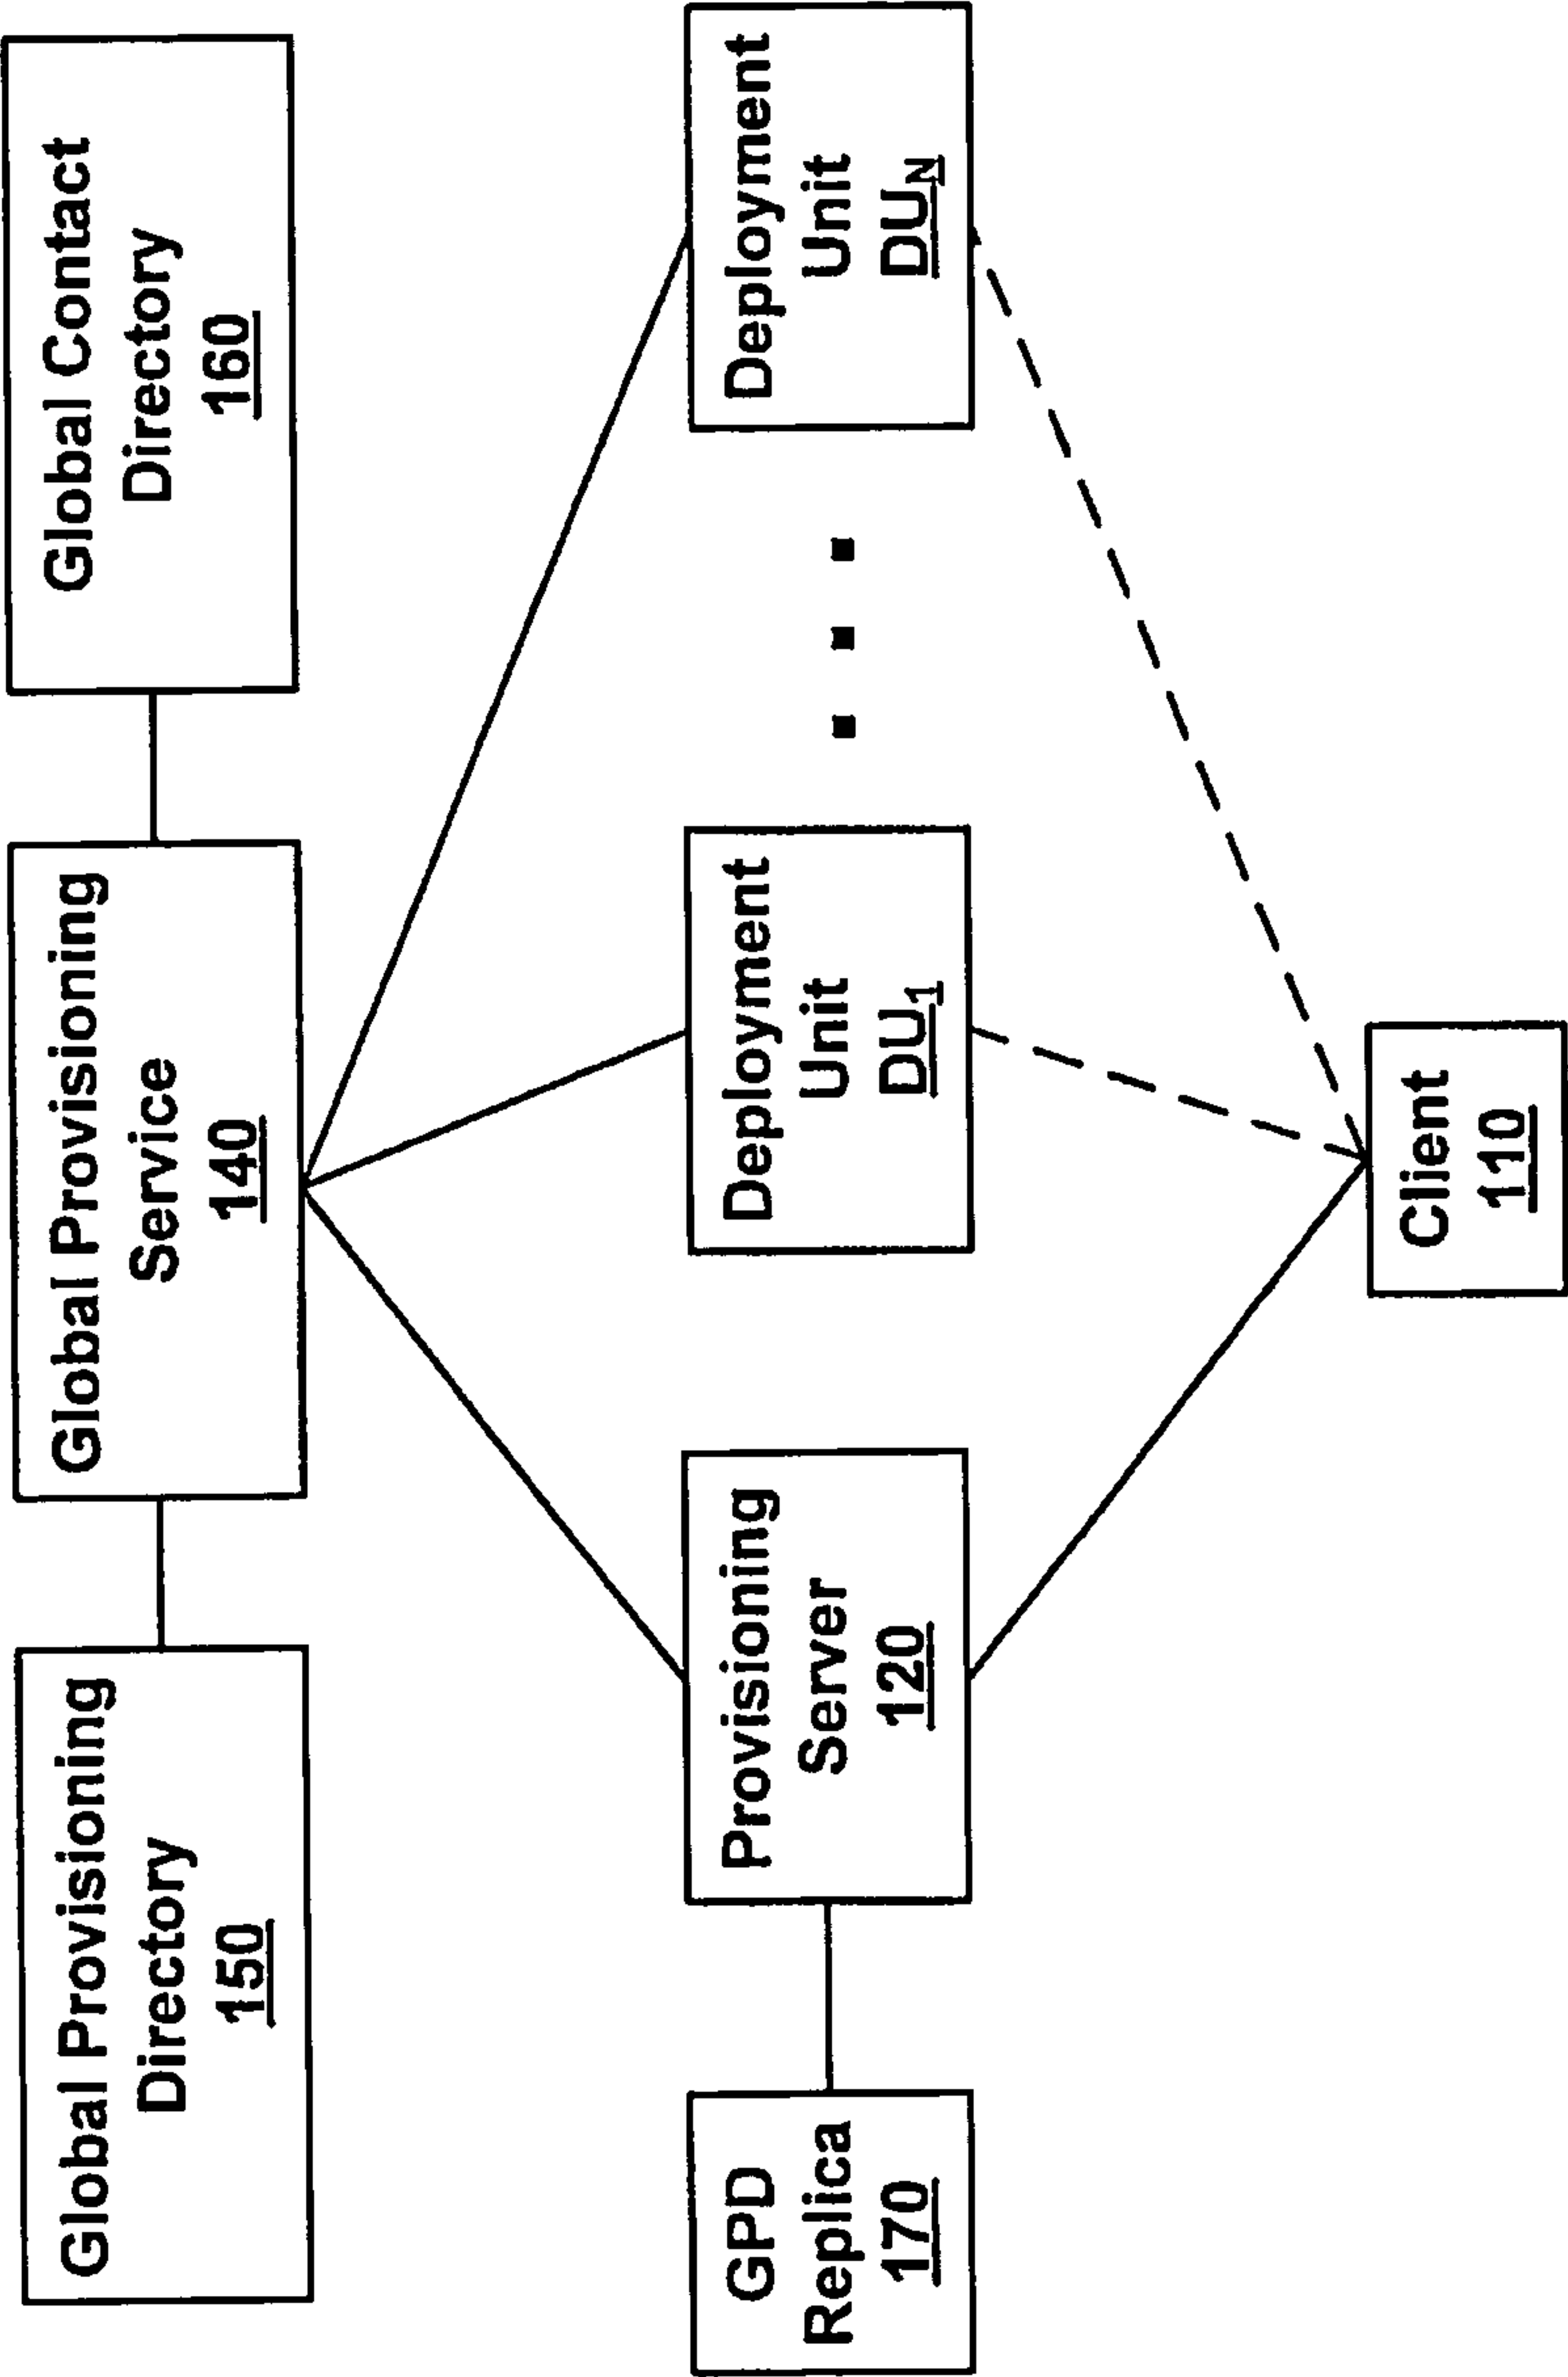 Global Provisioning
Directory
150
Global Provisioning
Service
140
Global Contact
Directory
160
GPD
Replica
170
Provisioning
Server
120
Deployment
Unit
DU1
Deployment
Unit
DUN
Client
110